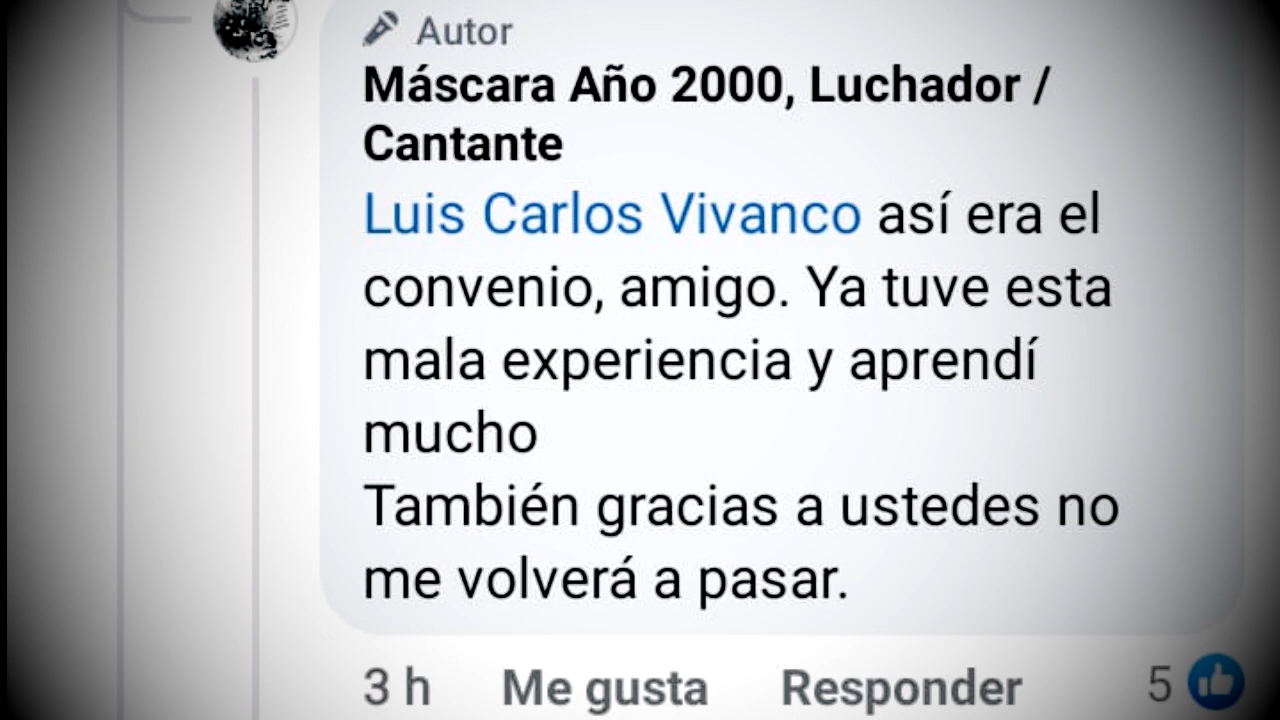 Autor
Máscara Año 2000, Luchador /
Cantante
Luis Carlos Vivanco así era el
convenio, amigo. Ya tuve esta
mala experiencia y aprendí
mucho
También gracias a ustedes no
me volverá a pasar.
3 h Me gusta Responder 5